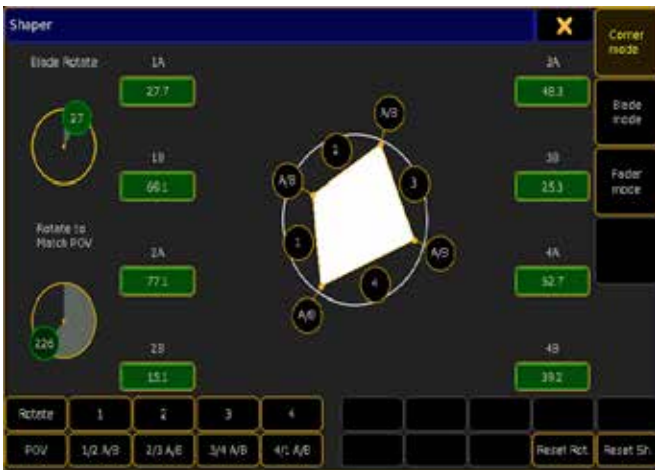 Shaper
X
Corner mode
Blade Rotate
1A
27.7
3A
48.3
Blade mode
27
A/B
2
1B
66.1
3B
25.3
Fader mode
A/B
3
Rotate to Match POV
1
2A
77.1
4A
52.7
A/B
4
226
A/B
2B
15.1
4B
39.2
Rotate
1
2
3
4
POV
1/2 A/B
2/3 A/B
3/4 A/B
4/1 A/B
Reset Rot.
Reset Sh.